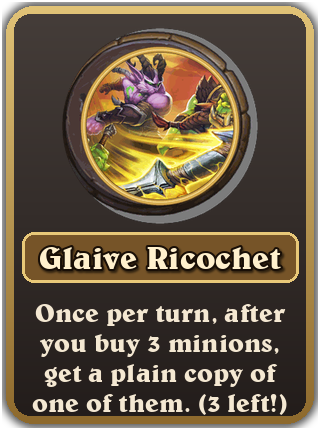 Glaive Ricochet
Once per turn, after
you buy 3 minions,
get a plain copy of
one of them. (3 left!)